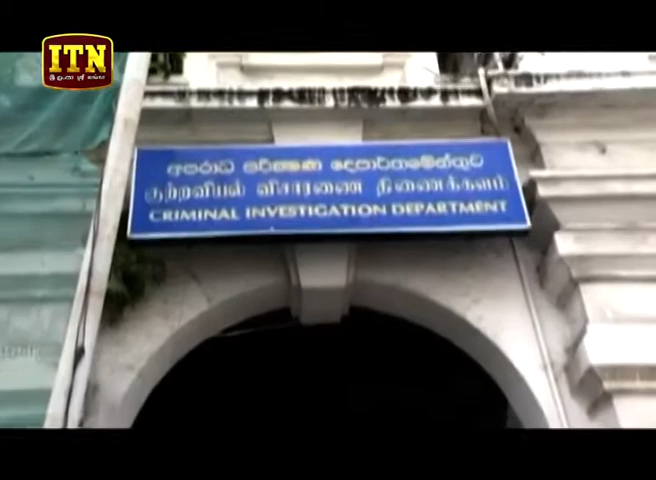 ITN
අපරාධ පරීක්ෂණ දෙපාර්තමේන්තුව
குற்றவியல் விசாரணை திணைக்களம்
CRIMINAL INVESTIGATION DEPARTMENT